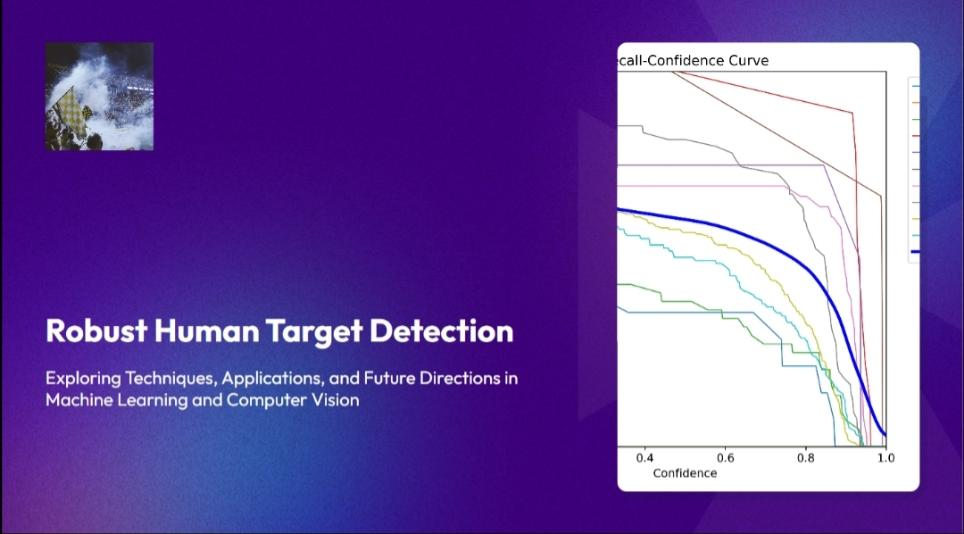 Robust Human Target Detection
Exploring Techniques, Applications, and Future Directions in
Machine Learning and Computer Vision
ecall-Confidence Curve
0.4 0.6 0.8 1.0
Confidence